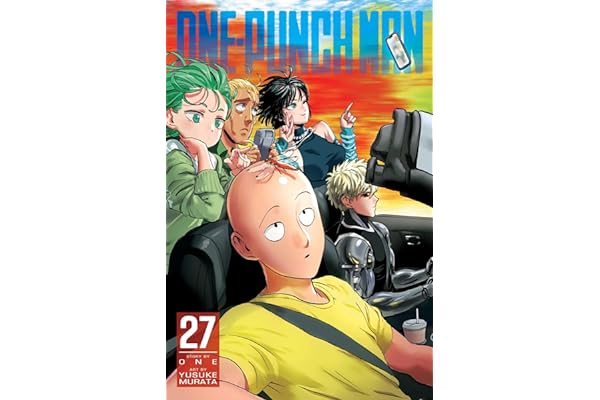 ONE-PUNCH MAN
27
STORY BY
ONE
ART BY
YUSUKE
MURATA